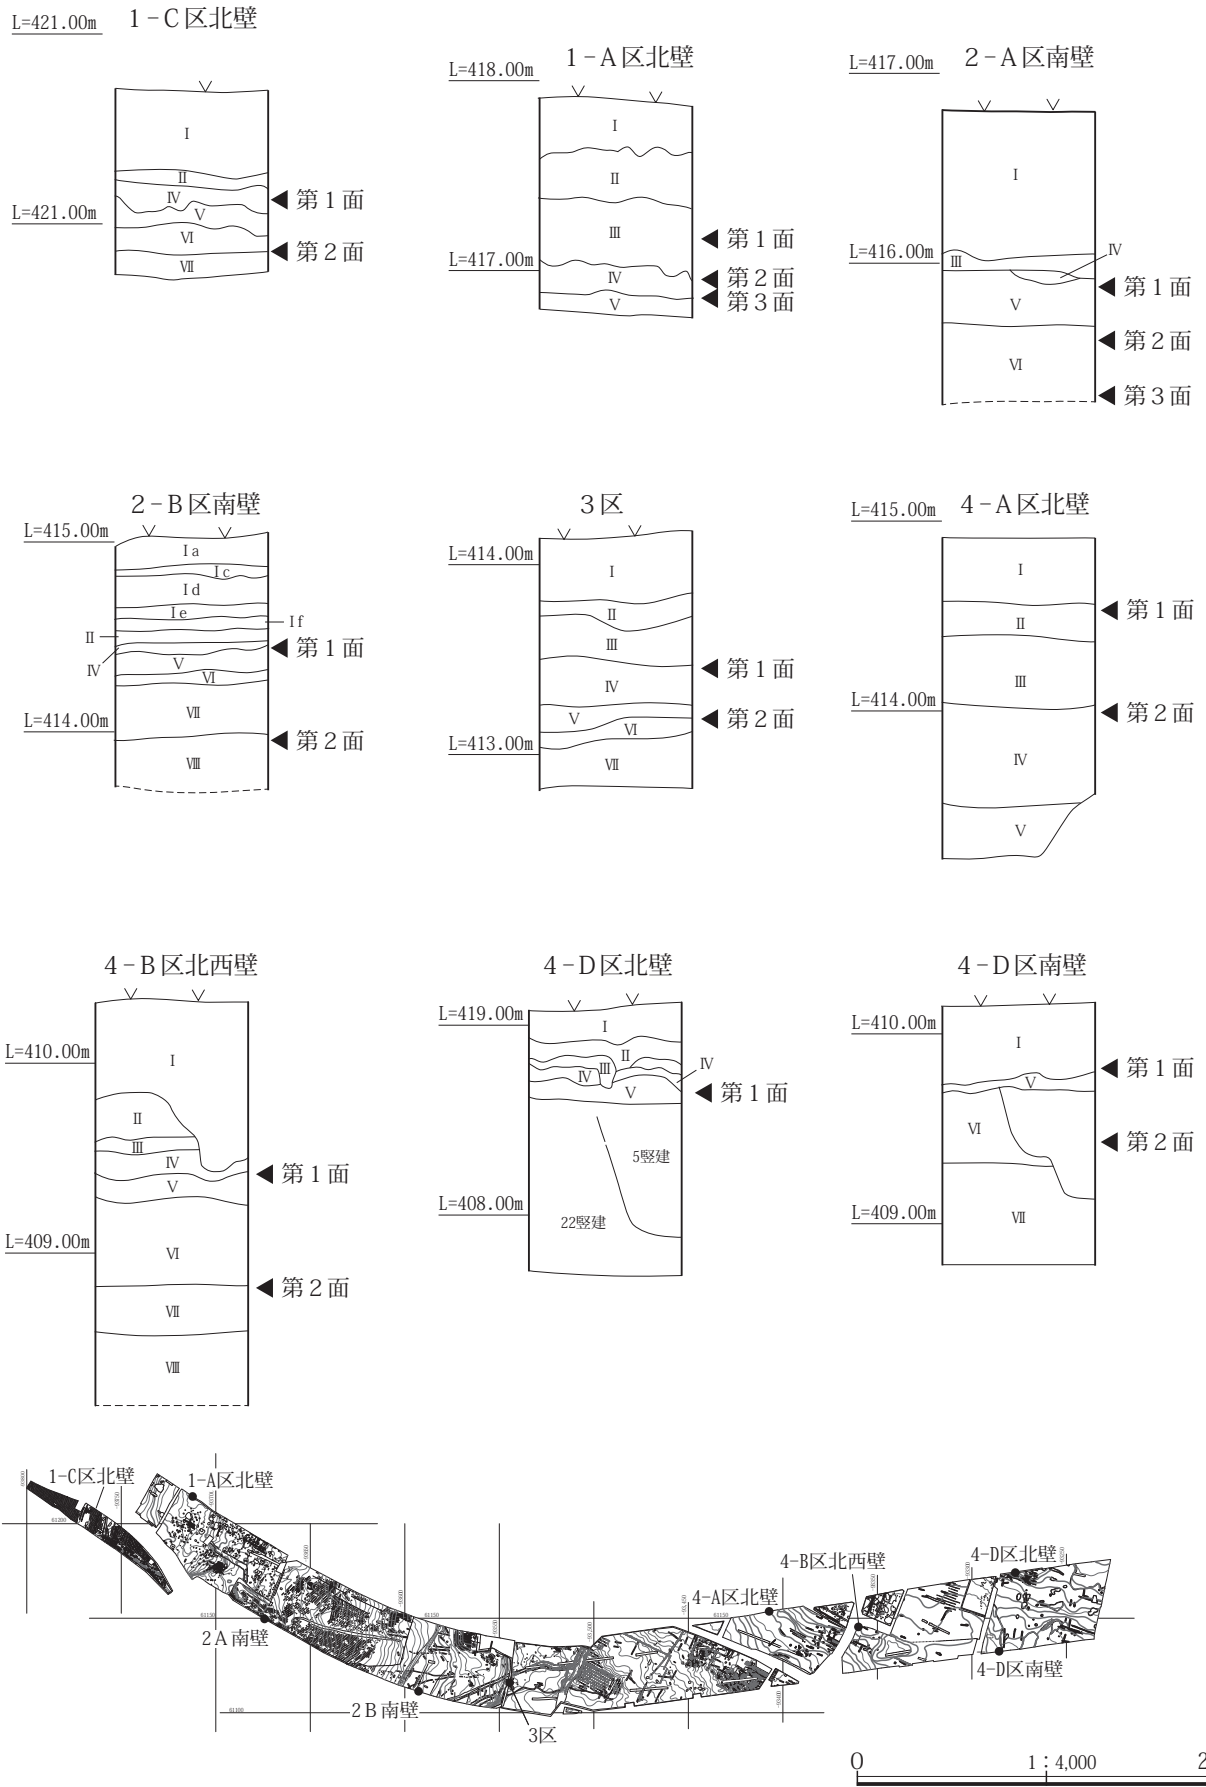 1-C区北壁
L=421.00m
I
II
IV
V
VI
VII
L=421.00m
第1面
第2面
1-A区北壁
L=418.00m
I
II
III
IV
V
L=417.00m
第1面
第2面
第3面
2-A区南壁
L=417.00m
I
III
IV
V
VI
L=416.00m
第1面
第2面
第3面
2-B区南壁
L=415.00m
Ia
Ic
Id
Ie
If
II
IV
V
VI
VII
VIII
L=414.00m
第1面
第2面
3区
L=414.00m
I
II
III
IV
V
VI
VII
L=413.00m
第1面
第2面
4-A区北壁
L=415.00m
I
II
III
IV
V
L=414.00m
第1面
第2面
4-B区北西壁
L=410.00m
I
II
III
IV
V
VI
VII
VIII
L=409.00m
第1面
第2面
4-D区北壁
L=419.00m
I
II
III
IV
IV
V
5竪建
22竪建
L=408.00m
第1面
4-D区南壁
L=410.00m
I
V
VI
VII
L=409.00m
第1面
第2面
1-C区北壁
1-A区北壁
2A南壁
2B南壁
3区
4-A区北壁
4-B区北西壁
4-D区北壁
4-D区南壁
61200
61150
61150
61150
61100
0
1:4,000
2